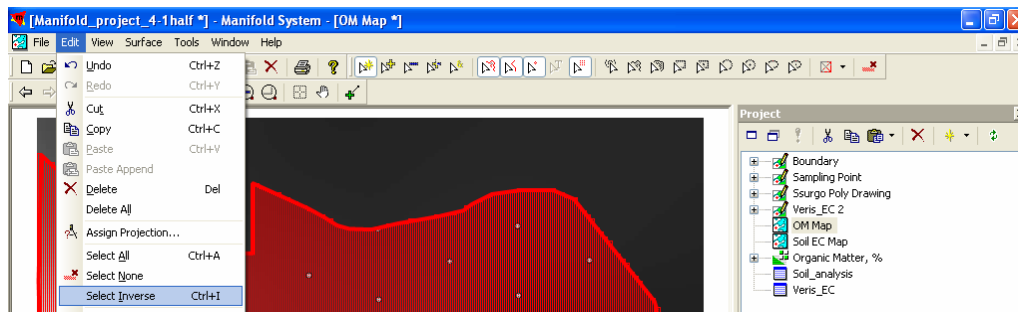 [Manifold_project_4-1half *] - Manifold System - [OM Map *]
File Edit View Surface Tools Window Help
Undo Ctrl+Z
Redo Ctrl+Y
Cut Ctrl+X
Copy Ctrl+C
Paste Ctrl+V
Paste Append
Delete Del
Delete All
Assign Projection...
Select All Ctrl+A
Select None
Select Inverse Ctrl+I
Project
Boundary
Sampling Point
Ssurgo Poly Drawing
Veris_EC 2
OM Map
Soil EC Map
Organic Matter, %
Soil_analysis
Veris_EC